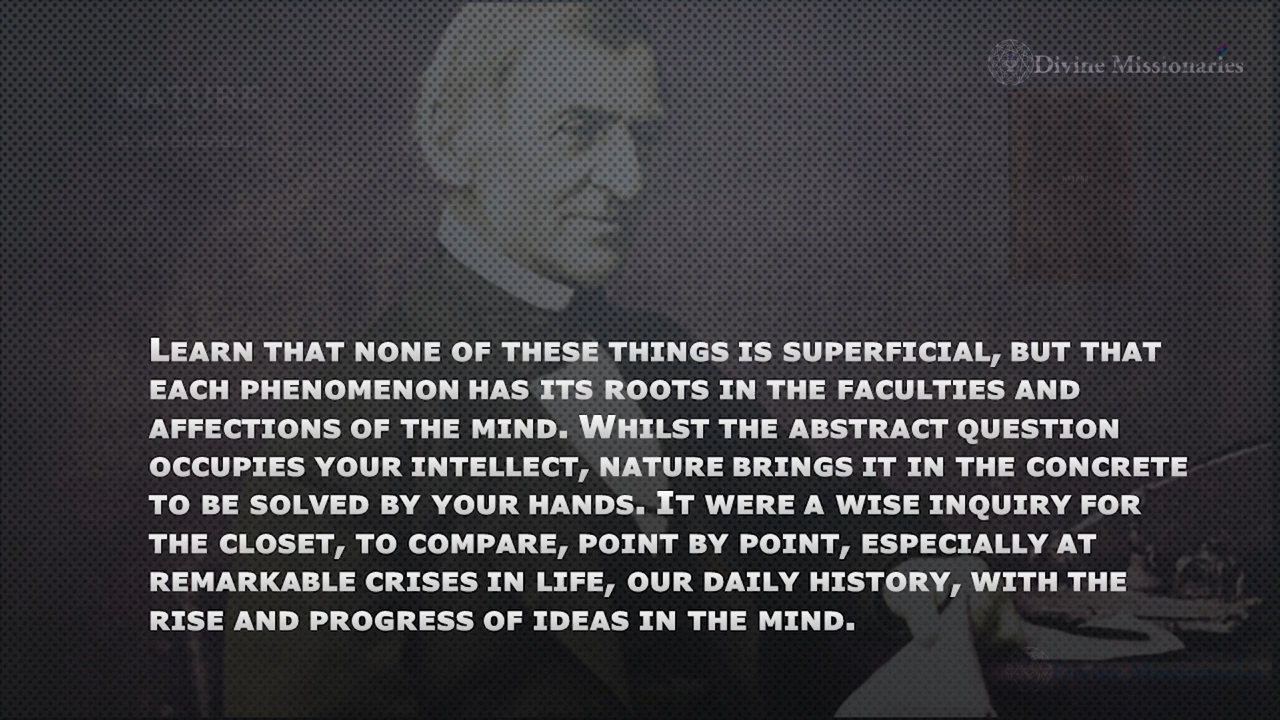 Divine Missionaries
NATURE
Learn that none of these things is superficial, but that
each phenomenon has its roots in the faculties and
affections of the mind. Whilst the abstract question
occupies your intellect, nature brings it in the concrete
to be solved by your hands. It were a wise inquiry for
the closet, to compare, point by point, especially at
remarkable crises in life, our daily history, with the
rise and progress of ideas in the mind.